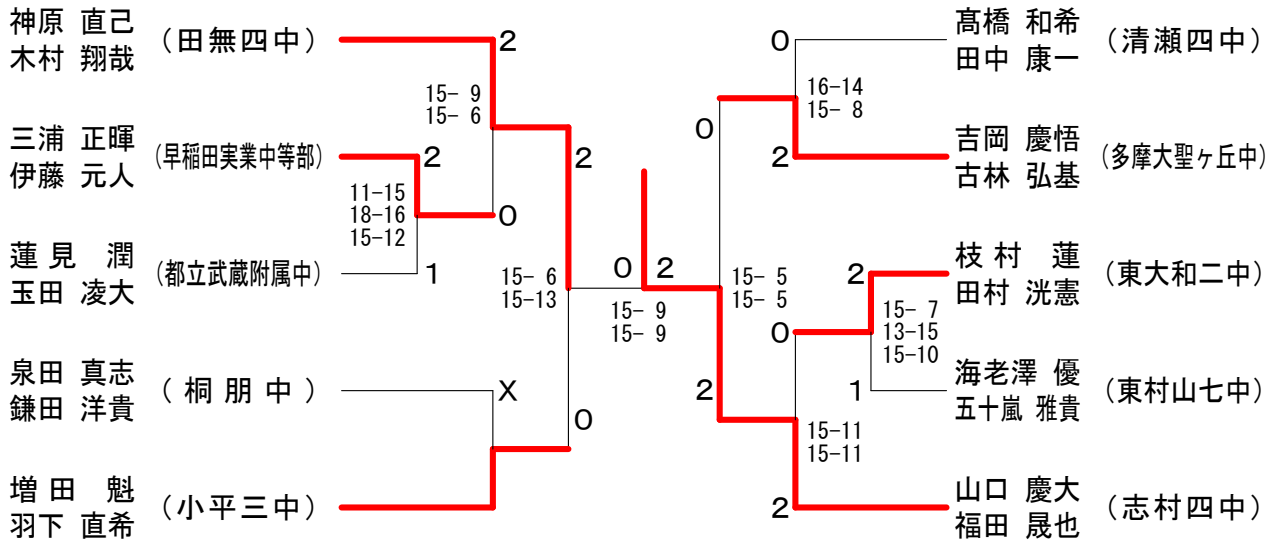 神原 直己
木村 翔哉
(田無四中)
2
15- 9
15- 6
三浦 正暉
伊藤 元人
(早稲田実業中等部)
2
11-15
18-16
15-12
0
蓮見 潤
玉田 凌大
(都立武蔵附属中)
1
2
15- 6
15-13
泉田 真志
鎌田 洋貴
(桐朋中)
X
0
増田 魁
羽下 直希
(小平三中)
0
2
15- 9
15- 9
髙橋 和希
田中 康一
(清瀬四中)
0
16-14
15- 8
0
吉岡 慶悟
古林 弘基
(多摩大聖ヶ丘中)
2
15- 5
15- 5
枝村 蓮
田村 洸憲
(東大和二中)
2
15- 7
13-15
15-10
0
海老澤 優
五十嵐 雅貴
(東村山七中)
1
2
15-11
15-11
山口 慶大
福田 晟也
(志村四中)
2